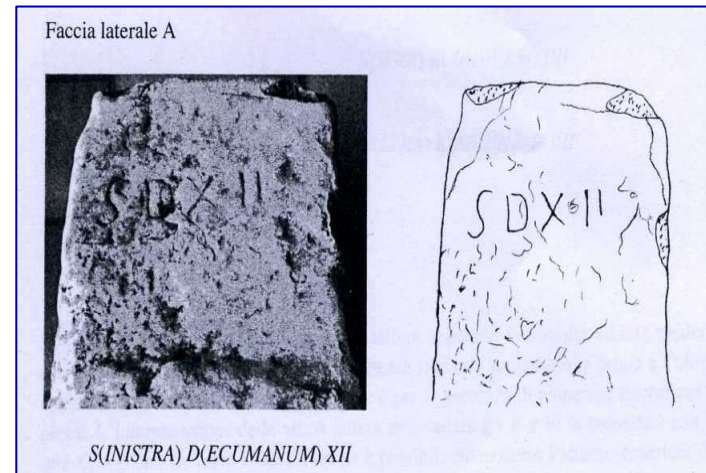 Faccia laterale A
S D X II
S D X II
S(INISTRA) D(ECUMANUM) XII